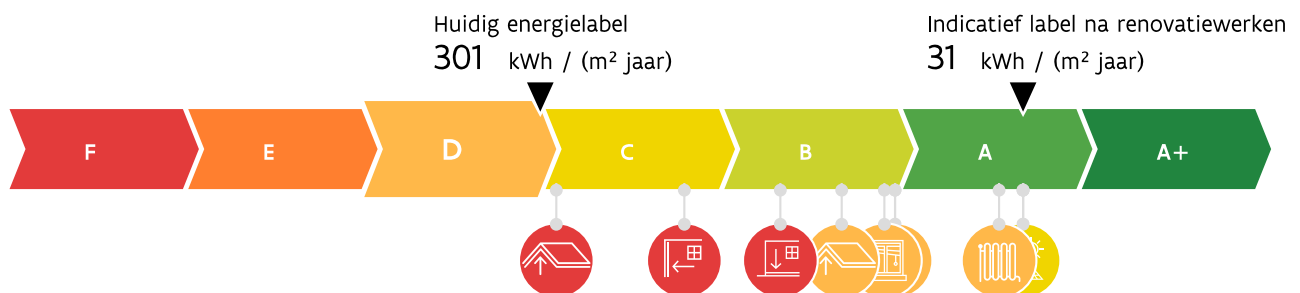 Huidig energielabel
301 kWh / (m² jaar)
Indicatief label na renovatiewerken
31 kWh / (m² jaar)
F E D C B A A+